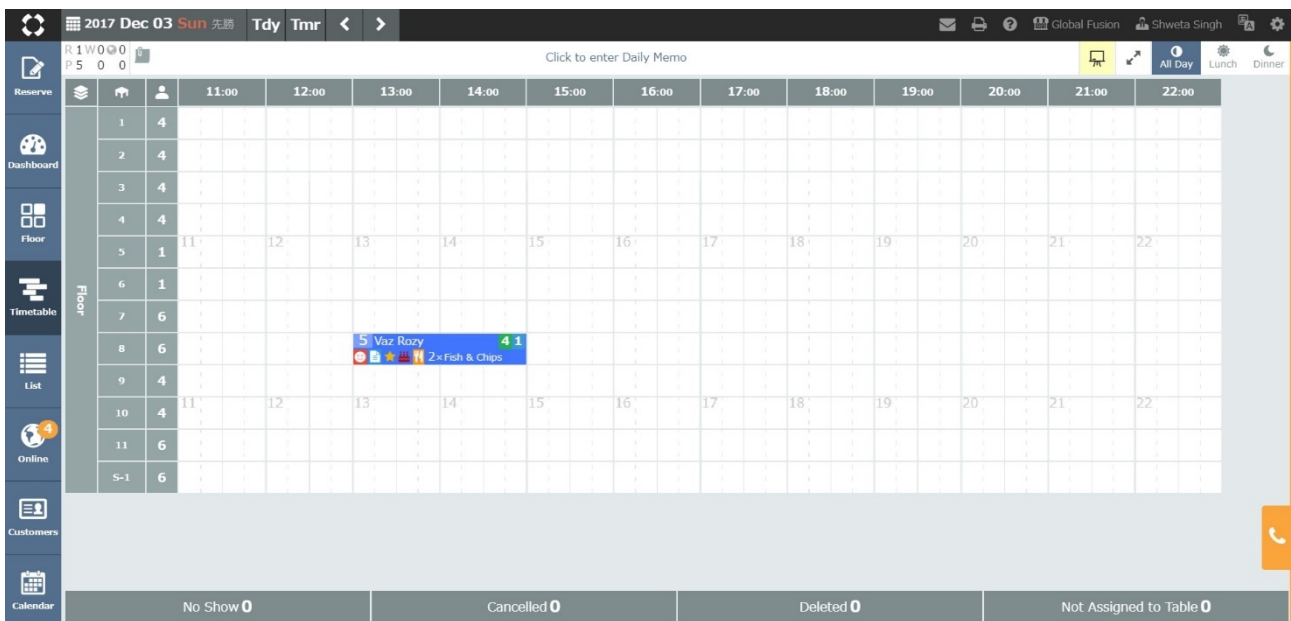 2017 Dec 03 Sun 先勝 Tdy Tmr Global Fusion Shweta Singh
R 1 W 0 0 0
P 5 0 0
Click to enter Daily Memo
All Day Lunch Dinner
Reserve
Dashboard
Floor
Timetable
List
4
Online
Customers
Calendar
11:00 12:00 13:00 14:00 15:00 16:00 17:00 18:00 19:00 20:00 21:00 22:00
Floor
1 4
2 4
3 4
4 4
11 12 13 14 15 16 17 18 19 20 21 22
5 1
6 1
7 6
5 Vaz Rozy 4 1
8 6
2× Fish & Chips
9 4
11 12 13 14 15 16 17 18 19 20 21 22
10 4
11 6
S-1 6
No Show 0 Cancelled 0 Deleted 0 Not Assigned to Table 0